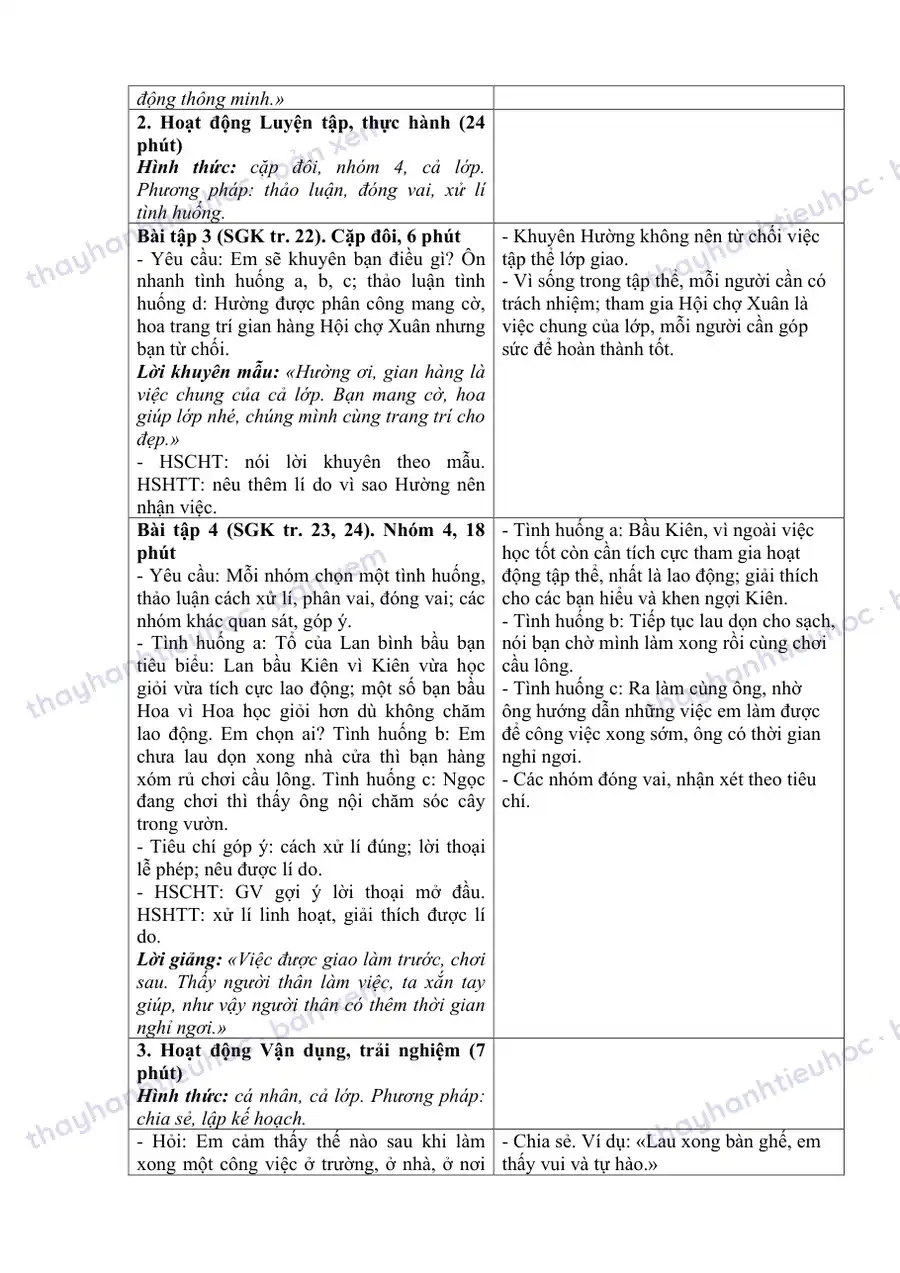 động thông minh.»
2. Hoạt động Luyện tập, thực hành (24
phút)
Hình thức: cặp đôi, nhóm 4, cả lớp.
Phương pháp: thảo luận, đóng vai, xử lí
tình huống.
Bài tập 3 (SGK tr. 22). Cặp đôi, 6 phút
- Yêu cầu: Em sẽ khuyên bạn điều gì? Ôn
nhanh tình huống a, b, c; thảo luận tình
huống d: Hường được phân công mang cờ,
hoa trang trí gian hàng Hội chợ Xuân nhưng
bạn từ chối.
Lời khuyên mẫu: «Hường ơi, gian hàng là
việc chung của cả lớp. Bạn mang cờ, hoa
giúp lớp nhé, chúng mình cùng trang trí cho
đẹp.»
- HSCHT: nói lời khuyên theo mẫu.
HSHTT: nêu thêm lí do vì sao Hường nên
nhận việc.
- Khuyên Hường không nên từ chối việc
tập thể lớp giao.
- Vì sống trong tập thể, mỗi người cần có
trách nhiệm; tham gia Hội chợ Xuân là
việc chung của lớp, mỗi người cần góp
sức để hoàn thành tốt.
Bài tập 4 (SGK tr. 23, 24). Nhóm 4, 18
phút
- Yêu cầu: Mỗi nhóm chọn một tình huống,
thảo luận cách xử lí, phân vai, đóng vai; các
nhóm khác quan sát, góp ý.
- Tình huống a: Tổ của Lan bình bầu bạn
tiêu biểu: Lan bầu Kiên vì Kiên vừa học
giỏi vừa tích cực lao động; một số bạn bầu
Hoa vì Hoa học giỏi hơn dù không chăm
lao động. Em chọn ai? Tình huống b: Em
chưa lau dọn xong nhà cửa thì bạn hàng
xóm rủ chơi cầu lông. Tình huống c: Ngọc
đang chơi thì thấy ông nội chăm sóc cây
trong vườn.
- Tiêu chí góp ý: cách xử lí đúng; lời thoại
lễ phép; nêu được lí do.
- HSCHT: GV gợi ý lời thoại mở đầu.
HSHTT: xử lí linh hoạt, giải thích được lí
do.
Lời giảng: «Việc được giao làm trước, chơi
sau. Thấy người thân làm việc, ta xắn tay
giúp, như vậy người thân có thêm thời gian
nghỉ ngơi.»
- Tình huống a: Bầu Kiên, vì ngoài việc
học tốt còn cần tích cực tham gia hoạt
động tập thể, nhất là lao động; giải thích
cho các bạn hiểu và khen ngợi Kiên.
- Tình huống b: Tiếp tục lau dọn cho sạch,
nói bạn chờ mình làm xong rồi cùng chơi
cầu lông.
- Tình huống c: Ra làm cùng ông, nhờ
ông hướng dẫn những việc em làm được
để công việc xong sớm, ông có thời gian
nghỉ ngơi.
- Các nhóm đóng vai, nhận xét theo tiêu
chí.
3. Hoạt động Vận dụng, trải nghiệm (7
phút)
Hình thức: cá nhân, cả lớp. Phương pháp:
chia sẻ, lập kế hoạch.
- Hỏi: Em cảm thấy thế nào sau khi làm
xong một công việc ở trường, ở nhà, ở nơi
- Chia sẻ. Ví dụ: «Lau xong bàn ghế, em
thấy vui và tự hào.»
thayhanhtieuhoc · bản xem
thayhanhtieuhoc · b
thayhanhtieuhoc · bản xem
thayhanhtieuhoc · b
thayhanhtieuhoc · bản xem
thayhanhtieuhoc · b